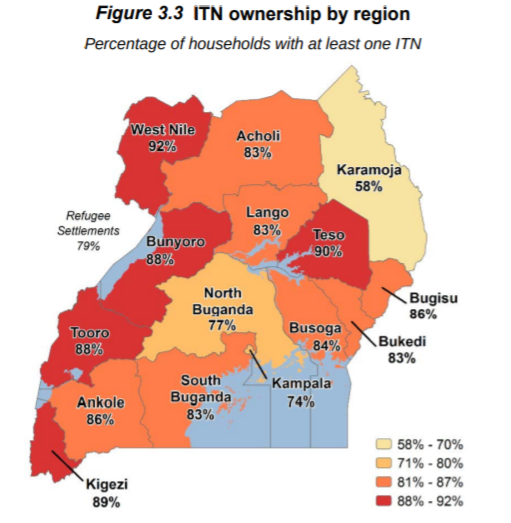 Figure 3.3 ITN ownership by region
Percentage of households with at least one ITN
West Nile
92%
Acholi
83%
Karamoja
58%
Refugee
Settlements
79%
Lango
83%
Teso
90%
Bunyoro
88%
North
Buganda
77%
Bugisu
86%
Busoga
84%
Bukedi
83%
Tooro
88%
South
Buganda
83%
Kampala
74%
Ankole
86%
Kigezi
89%
58% - 70%
71% - 80%
81% - 87%
88% - 92%